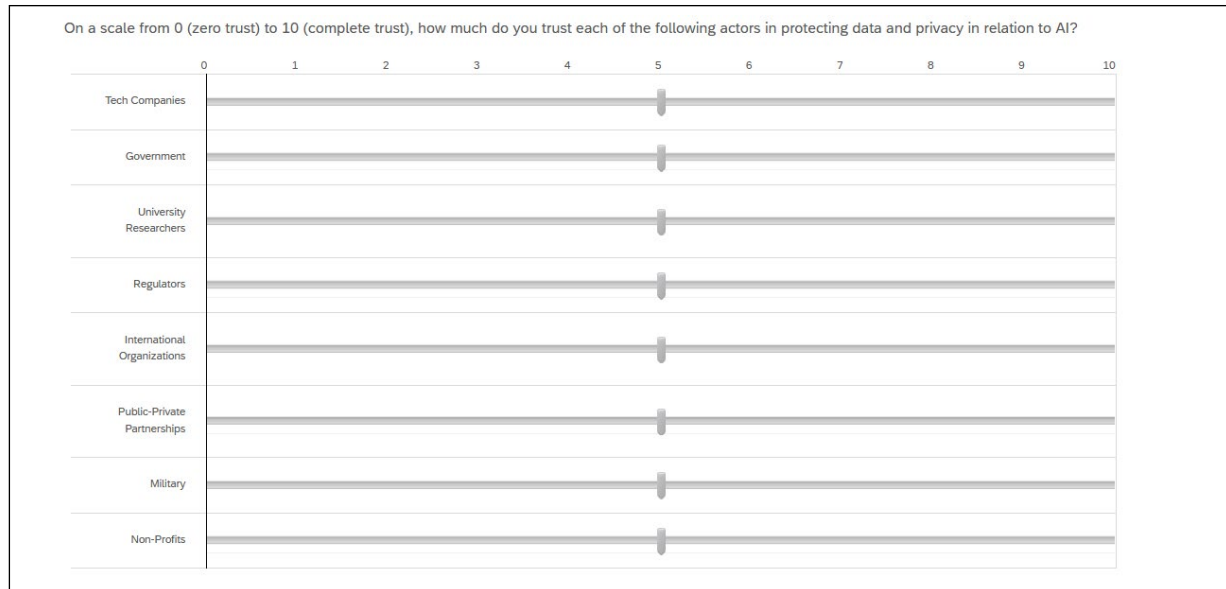 On a scale from 0 (zero trust) to 10 (complete trust), how much do you trust each of the following actors in protecting data and privacy in relation to AI?
0 1 2 3 4 5 6 7 8 9 10
Tech Companies
Government
University
Researchers
Regulators
International
Organizations
Public-Private
Partnerships
Military
Non-Profits